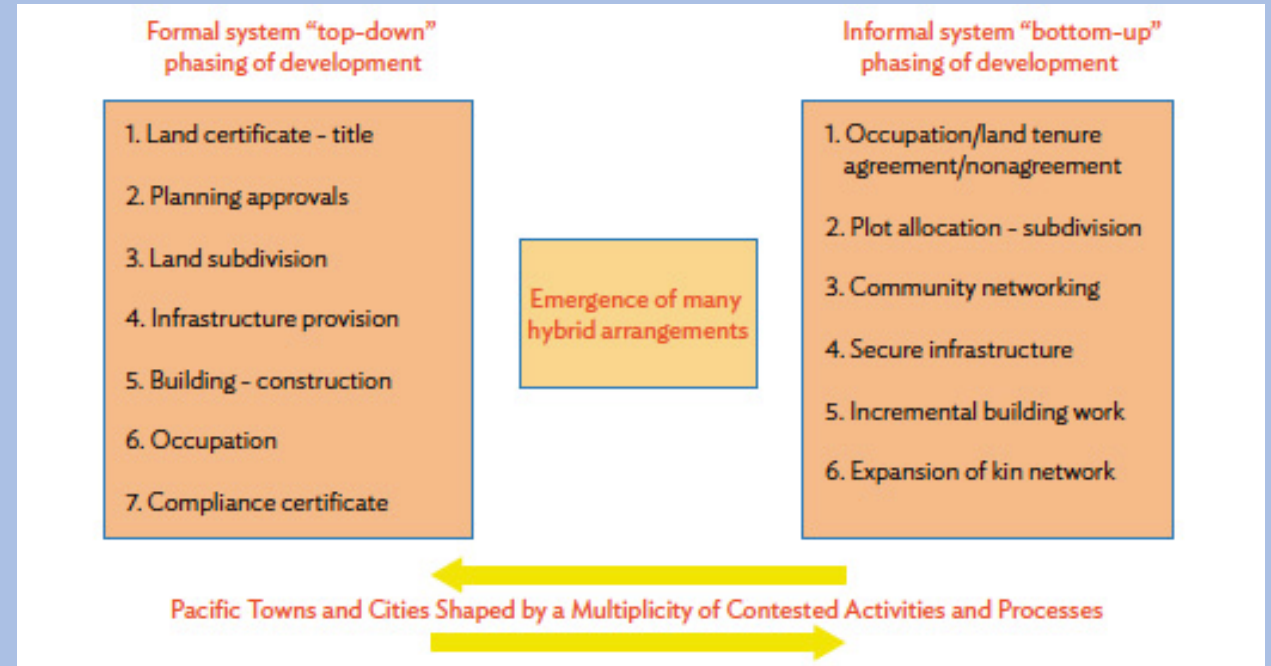 Formal system “top-down”
phasing of development
1. Land certificate - title
2. Planning approvals
3. Land subdivision
4. Infrastructure provision
5. Building - construction
6. Occupation
7. Compliance certificate
Emergence of many
hybrid arrangements
Informal system “bottom-up”
phasing of development
1. Occupation/land tenure
agreement/nonagreement
2. Plot allocation - subdivision
3. Community networking
4. Secure infrastructure
5. Incremental building work
6. Expansion of kin network
Pacific Towns and Cities Shaped by a Multiplicity of Contested Activities and Processes